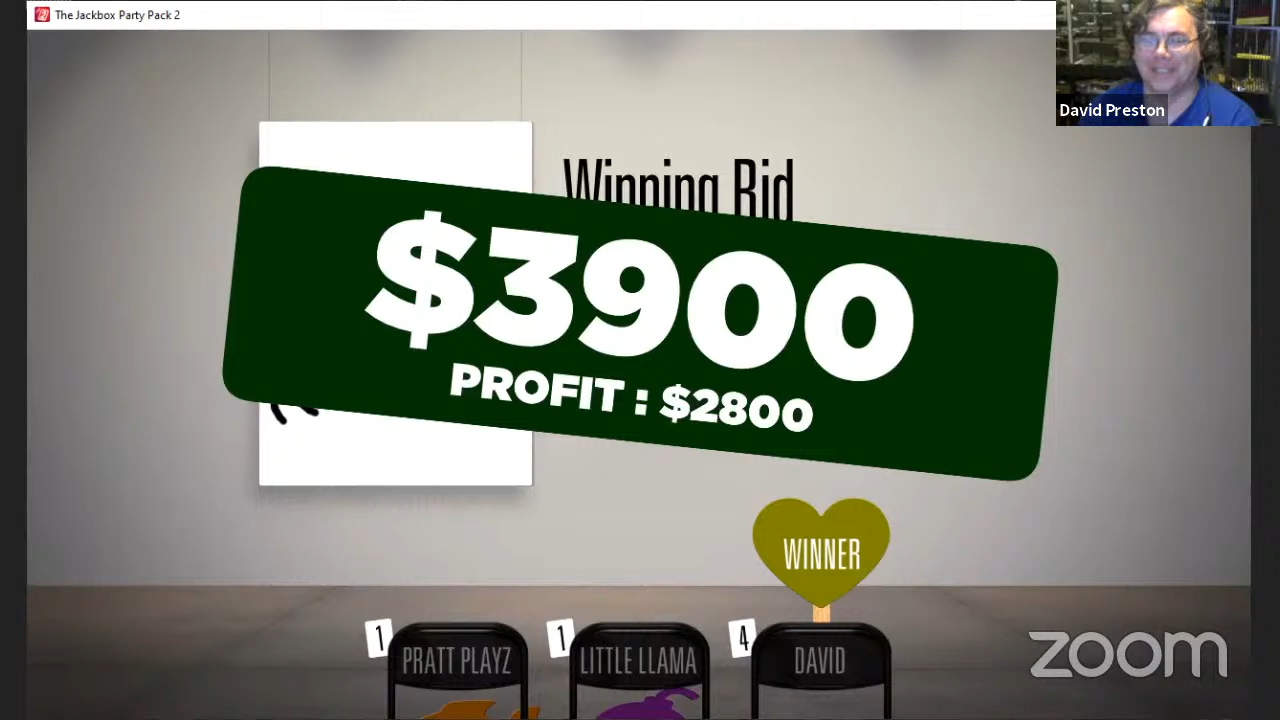 The Jackbox Party Pack 2
David Preston
Winning Bid
$3900
PROFIT : $2800
WINNER
1 PRATT PLAYZ
1 LITTLE LLAMA
4 DAVID
zoom